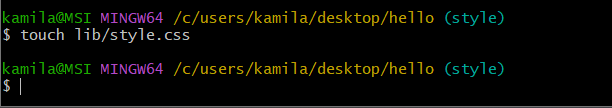 kamila@MSI MINGW64 /c/users/kamila/desktop/hello (style)
$ touch lib/style.css
kamila@MSI MINGW64 /c/users/kamila/desktop/hello (style)
$